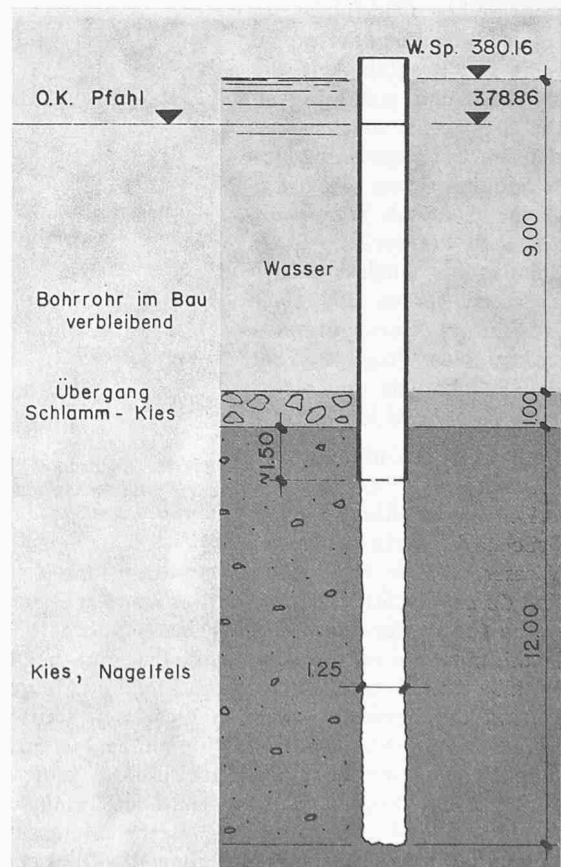 W. Sp. 380.16
O.K. Pfahl
378.86
9.00
Wasser
Bohrrohr im Bau
verbleibend
Übergang
Schlamm - Kies
1.00
~1.50
12.00
Kies, Nagelfels
1.25